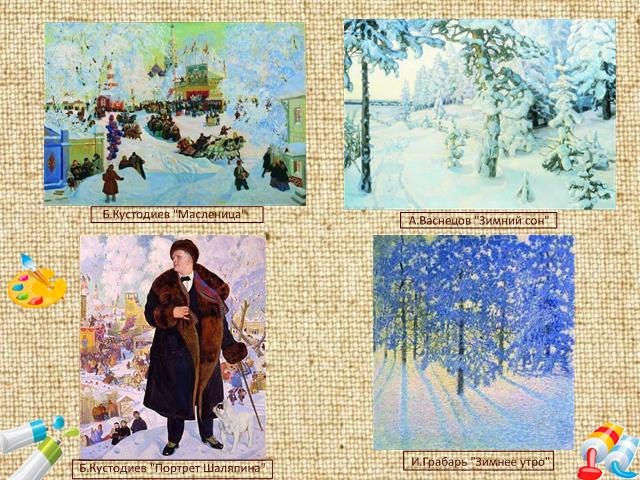 Б.Кустодиев "Масленица"
А.Васнецов "Зимний сон"
Б.Кустодиев "Портрет Шаляпина"
И.Грабарь "Зимнее утро"